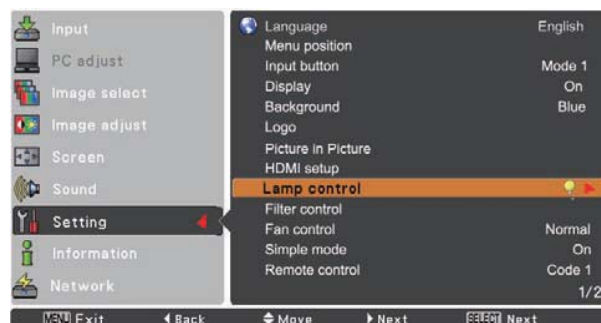 Input
PC adjust
Image select
Image adjust
Screen
Sound
Setting
Information
Network
Language English
Menu position
Input button Mode 1
Display On
Background Blue
Logo
Picture in Picture
HDMI setup
Lamp control
Filter control
Fan control Normal
Simple mode On
Remote control Code 1
1/2
MENU Exit Back Move Next SELECT Next